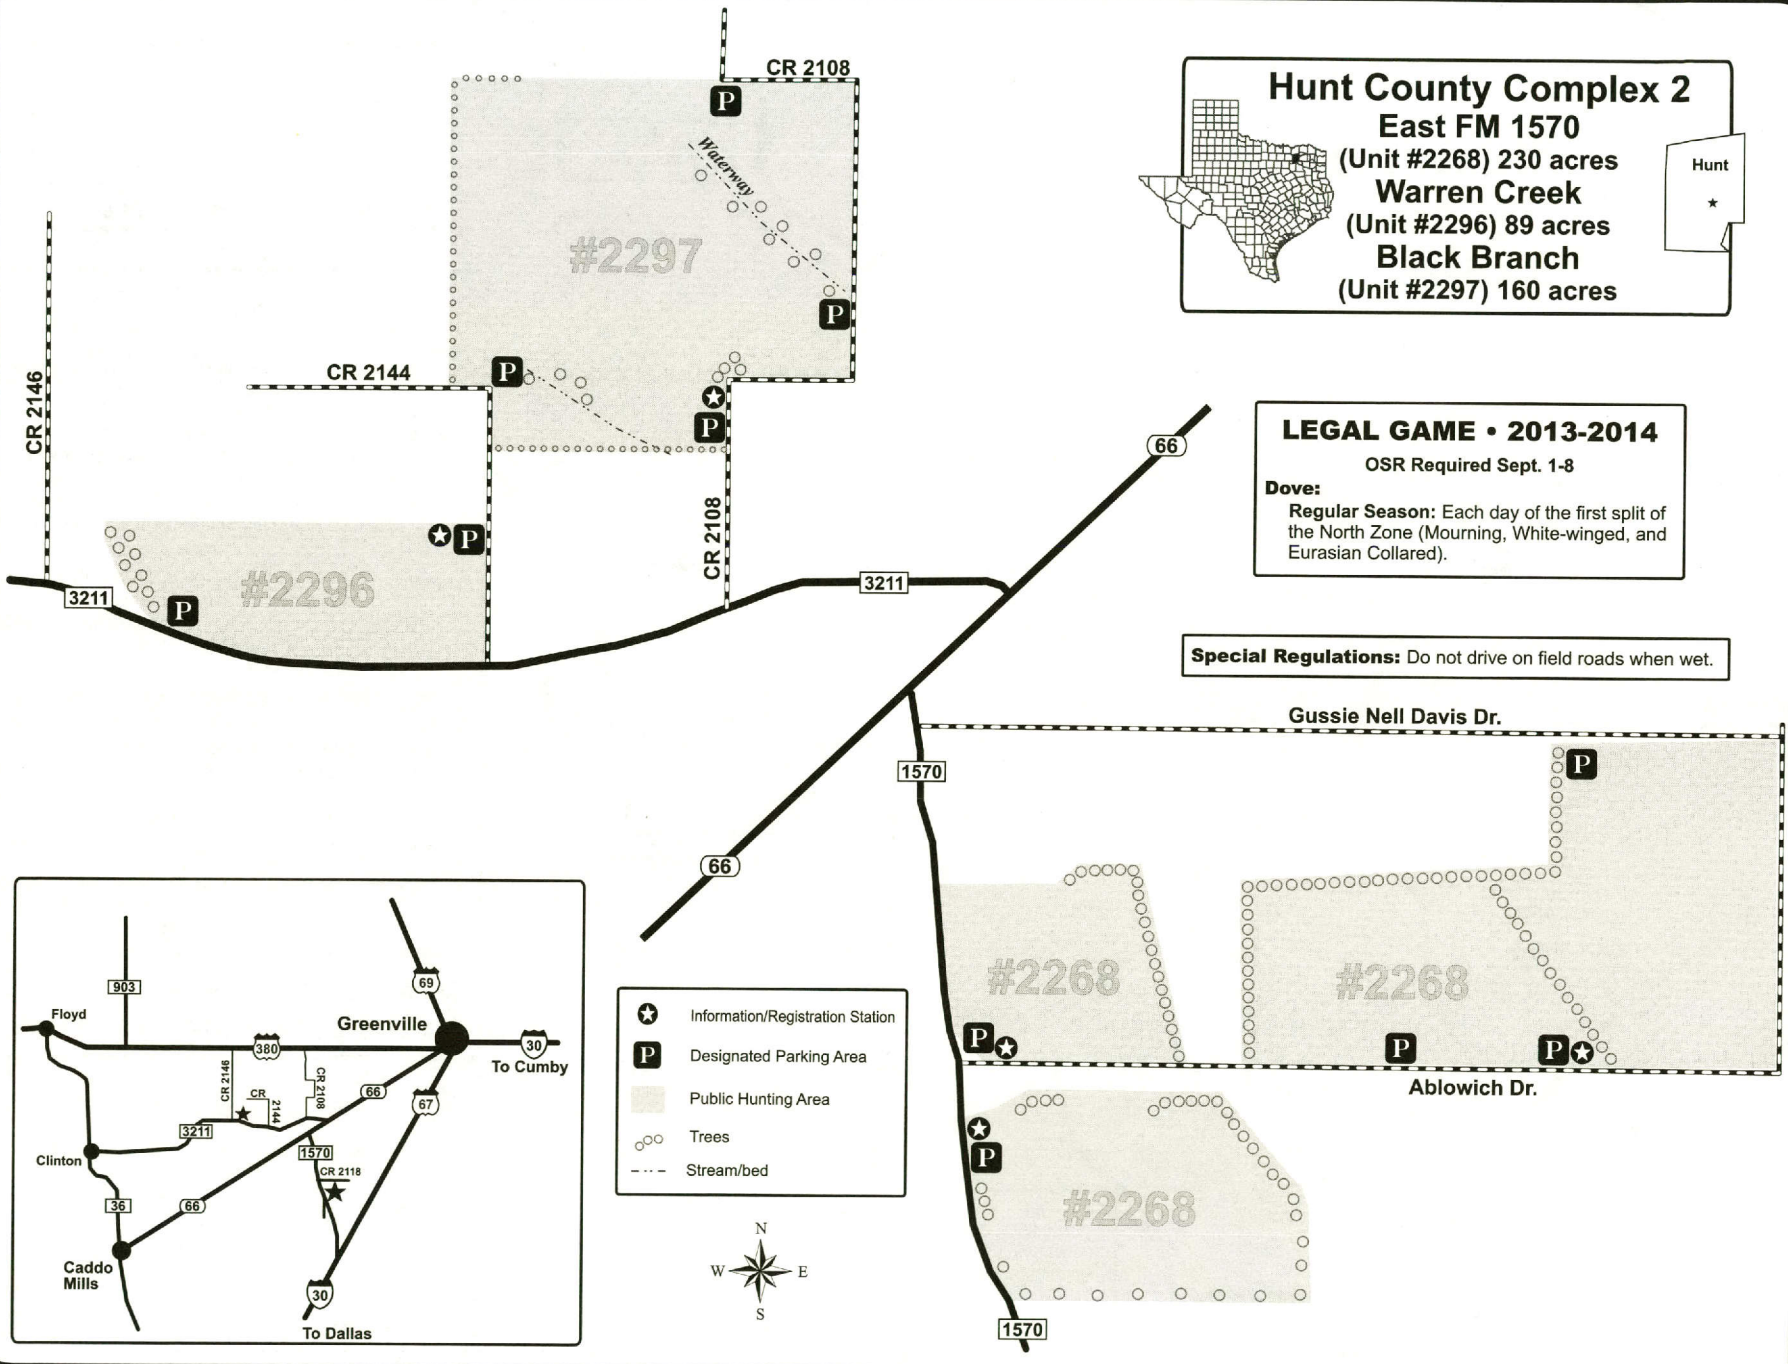 CR 2108
P
Waterway
#2297
P
CR 2144
P
P
CR 2146
CR 2108
P
#2296
P
3211
3211
66
66
Hunt County Complex 2
East FM 1570
(Unit #2268) 230 acres
Warren Creek
(Unit #2296) 89 acres
Black Branch
(Unit #2297) 160 acres
Hunt
LEGAL GAME • 2013-2014
OSR Required Sept. 1-8
Dove:
Regular Season: Each day of the first split of
the North Zone (Mourning, White-winged, and
Eurasian Collared).
Special Regulations: Do not drive on field roads when wet.
Gussie Nell Davis Dr.
1570
P
#2268
#2268
P
P
P
Ablowich Dr.
P
#2268
1570
903
69
Floyd
Greenville
380
30
To Cumby
CR 2146
CR
2144
CR 2108
66
67
3211
Clinton
1570
CR 2118
36
66
Caddo
Mills
30
To Dallas
Information/Registration Station
P
Designated Parking Area
Public Hunting Area
Trees
Stream/bed
N
W
E
S